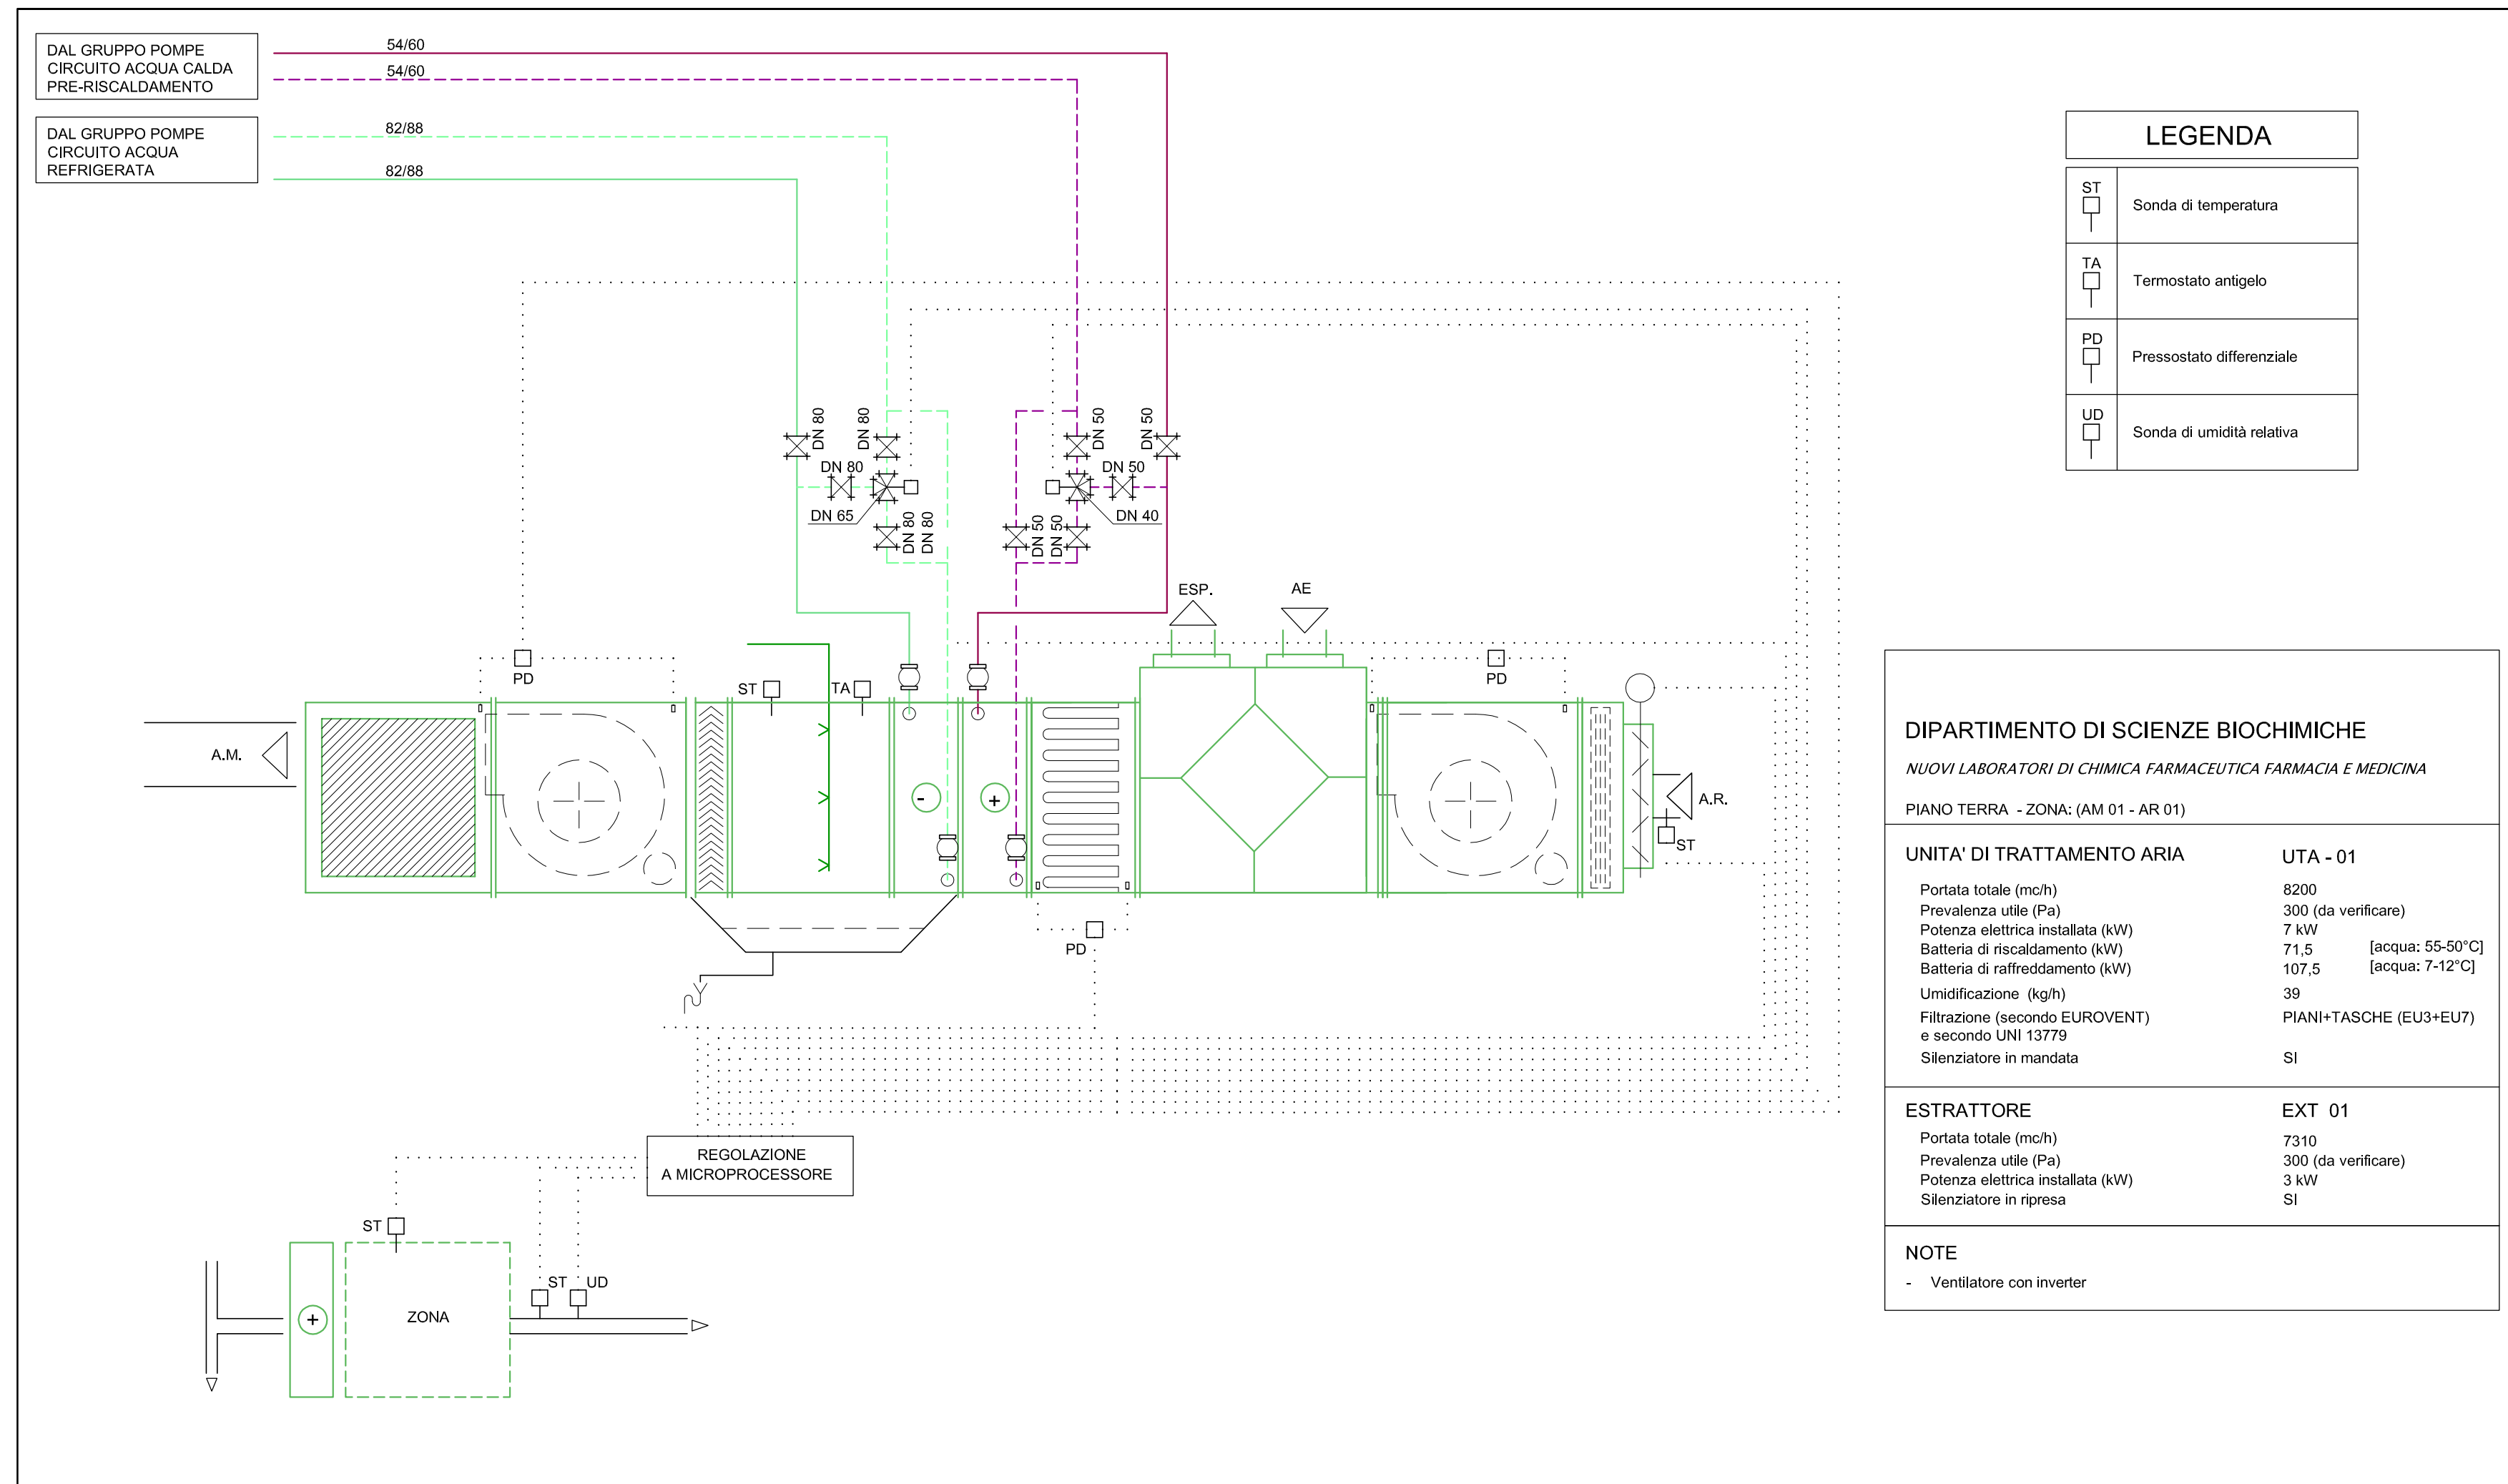 DAL GRUPPO POMPE
CIRCUITO ACQUA CALDA
PRE-RISCALDAMENTO
54/60
54/60
DAL GRUPPO POMPE
CIRCUITO ACQUA
REFRIGERATA
82/88
82/88
LEGENDA
ST
Sonda di temperatura
TA
Termostato antigelo
PD
Pressostato differenziale
UD
Sonda di umidità relativa
DN 80
DN 80
DN 50
DN 50
DN 80
DN 50
DN 65
DN 40
DN 80
DN 80
DN 50
DN 50
ESP.
AE
PD
ST
TA
PD
A.M.
-
+
A.R.
ST
PD
REGOLAZIONE
A MICROPROCESSORE
ST
ST
UD
+
ZONA
DIPARTIMENTO DI SCIENZE BIOCHIMICHE
NUOVI LABORATORI DI CHIMICA FARMACEUTICA FARMACIA E MEDICINA
PIANO TERRA - ZONA: (AM 01 - AR 01)
UNITA' DI TRATTAMENTO ARIA UTA - 01
Portata totale (mc/h) 8200
Prevalenza utile (Pa) 300 (da verificare)
Potenza elettrica installata (kW) 7 kW
Batteria di riscaldamento (kW) 71,5 [acqua: 55-50°C]
Batteria di raffreddamento (kW) 107,5 [acqua: 7-12°C]
Umidificazione (kg/h) 39
Filtrazione (secondo EUROVENT) PIANI+TASCHE (EU3+EU7)
e secondo UNI 13779
Silenziatore in mandata SI
ESTRATTORE EXT 01
Portata totale (mc/h) 7310
Prevalenza utile (Pa) 300 (da verificare)
Potenza elettrica installata (kW) 3 kW
Silenziatore in ripresa SI
NOTE
- Ventilatore con inverter